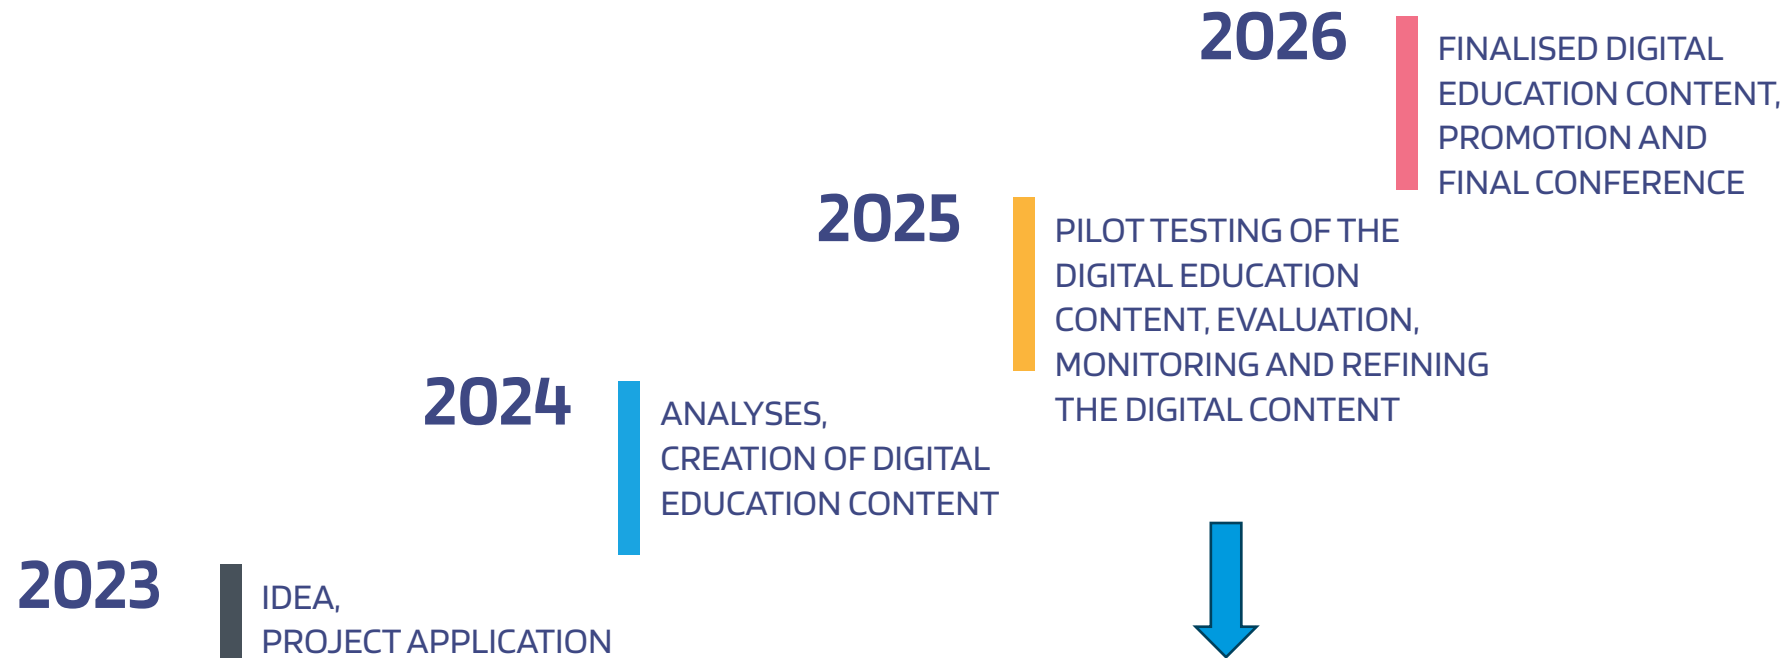 2026
FINALISED DIGITAL
EDUCATION CONTENT,
PROMOTION AND
FINAL CONFERENCE
2025
PILOT TESTING OF THE
DIGITAL EDUCATION
CONTENT, EVALUATION,
MONITORING AND REFINING
THE DIGITAL CONTENT
2024
ANALYSES,
CREATION OF DIGITAL
EDUCATION CONTENT
2023
IDEA,
PROJECT APPLICATION